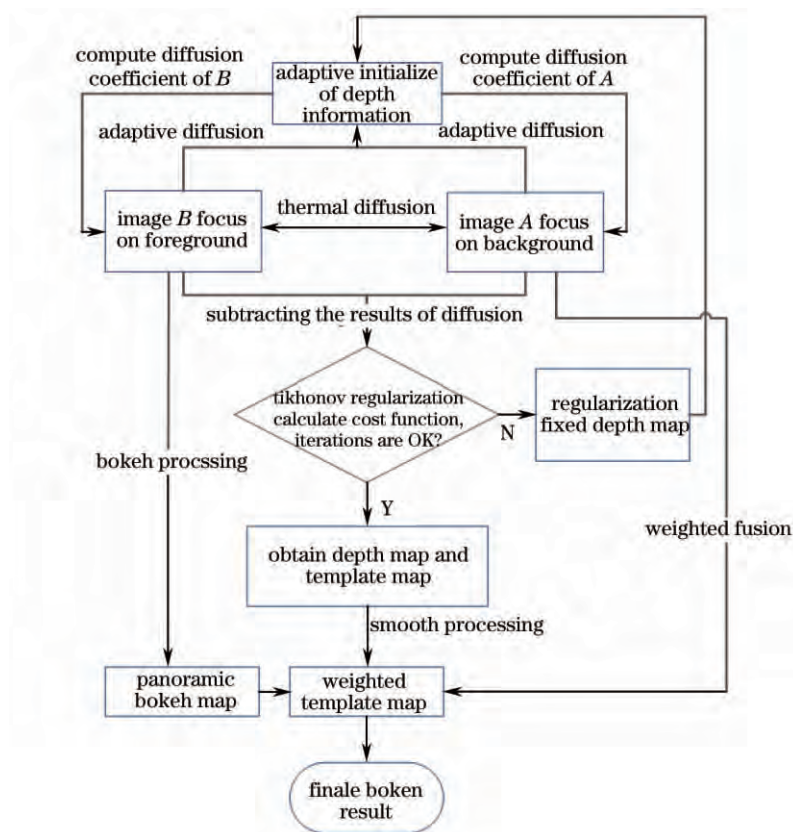 compute diffusion
coefficient of B
adaptive initialize
of depth
information
compute diffusion
coefficient of A
adaptive diffusion
adaptive diffusion
image B focus
on foreground
thermal diffusion
image A focus
on background
subtracting the results of diffusion
tikhonov regularization
calculate cost function,
iterations are OK?
N
regularization
fixed depth map
bokeh procssing
Y
weighted fusion
obtain depth map and
template map
smooth processing
panoramic
bokeh map
weighted
template map
finale boken
result